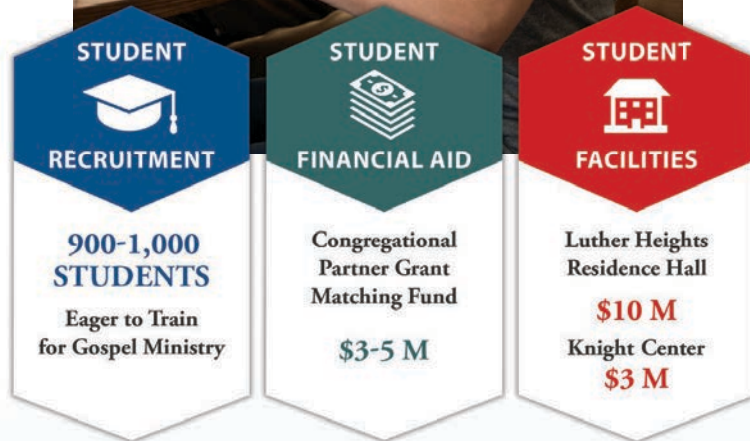 STUDENT
RECRUITMENT
900-1,000
STUDENTS
Eager to Train
for Gospel Ministry
STUDENT
FINANCIAL AID
Congregational
Partner Grant
Matching Fund
$3-5 M
STUDENT
FACILITIES
Luther Heights
Residence Hall
$10 M
Knight Center
$3 M